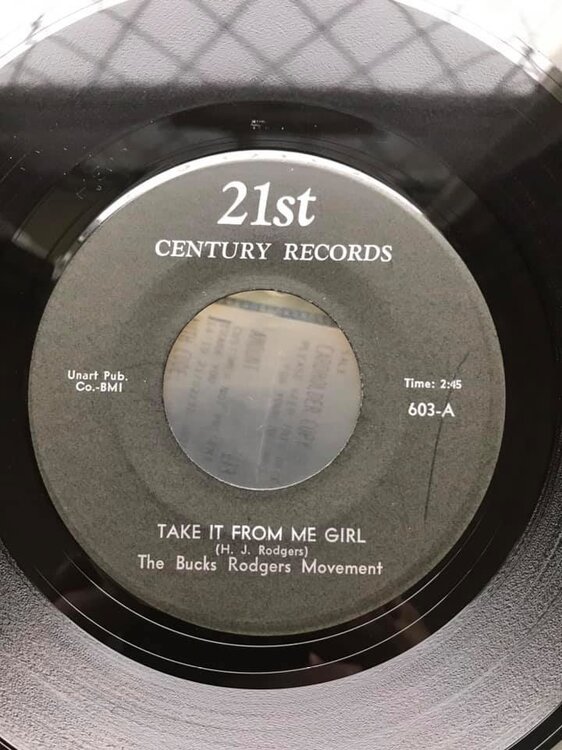 21st
CENTURY RECORDS
Unart Pub.
Co.-BMI
Time: 2:45
603-A
TAKE IT FROM ME GIRL
(H. J. Rodgers)
The Bucks Rodgers Movement